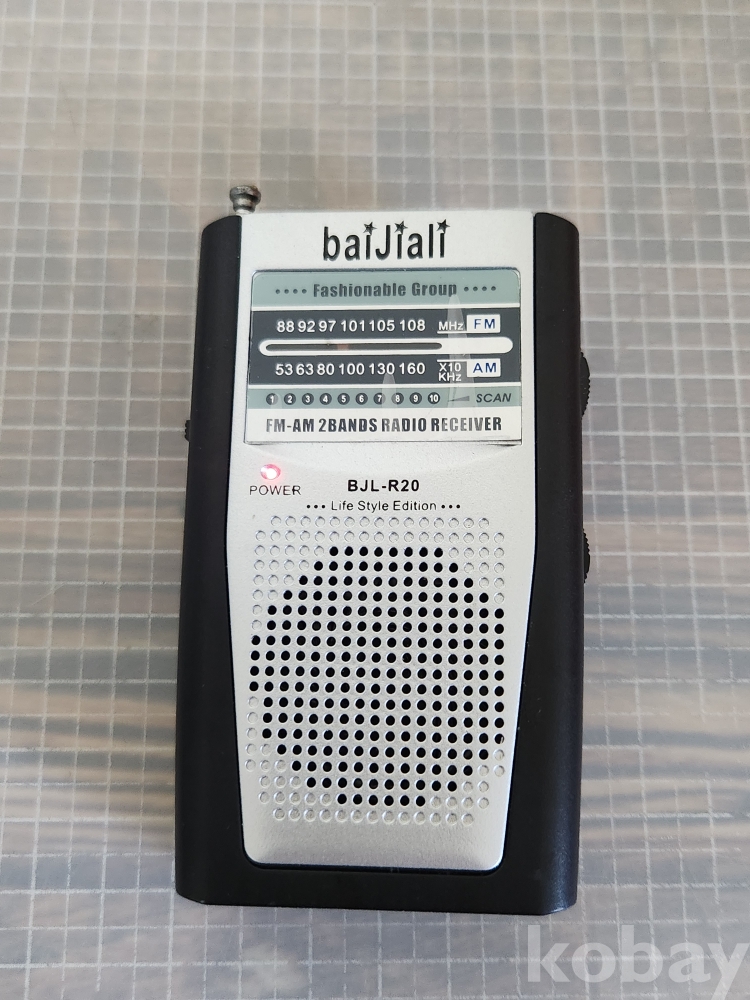 baiJiali
•••• Fashionable Group ••••
88 92 97 101 105 108 MHz FM
53 63 80 100 130 160 X10 KHz AM
1 2 3 4 5 6 7 8 9 10 SCAN
FM-AM 2BANDS RADIO RECEIVER
POWER
BJL-R20
••• Life Style Edition •••
kobay